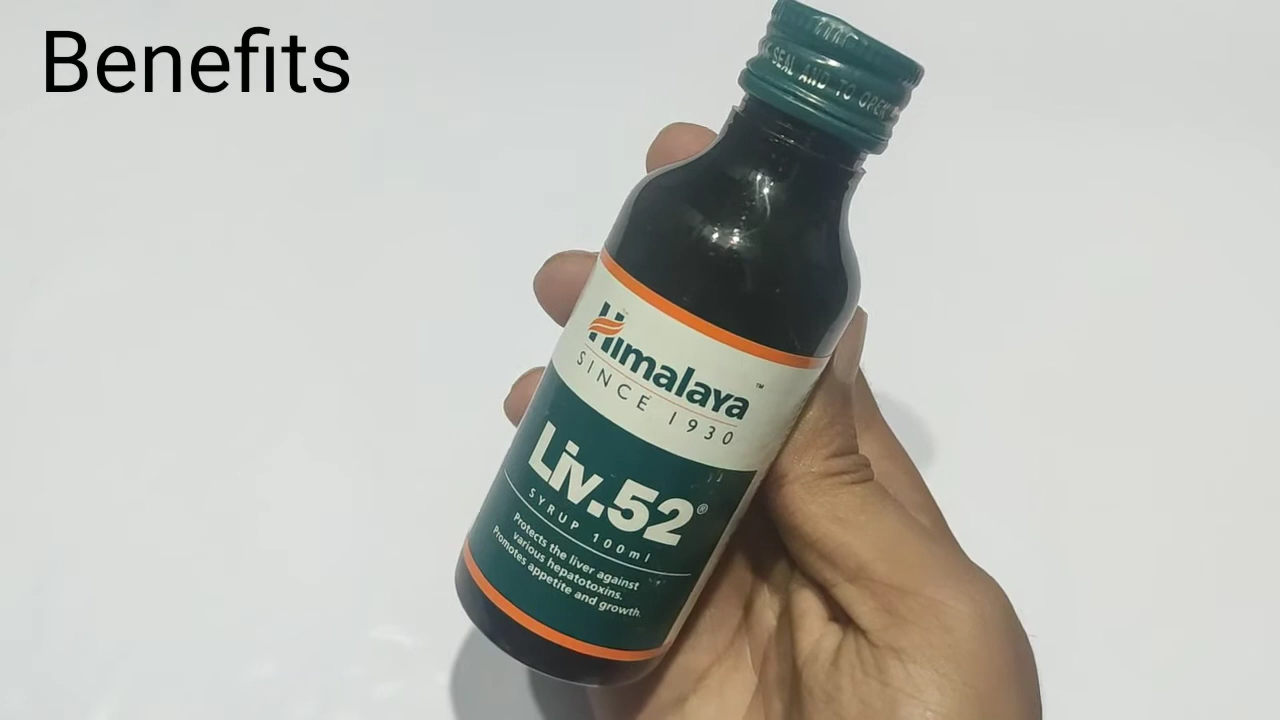 Benefits
SEAL AND TO OPEN
Himalaya™
SINCE 1930
Liv.52®
SYRUP 100ml
Protects the liver against
various hepatotoxins.
Promotes appetite and growth.